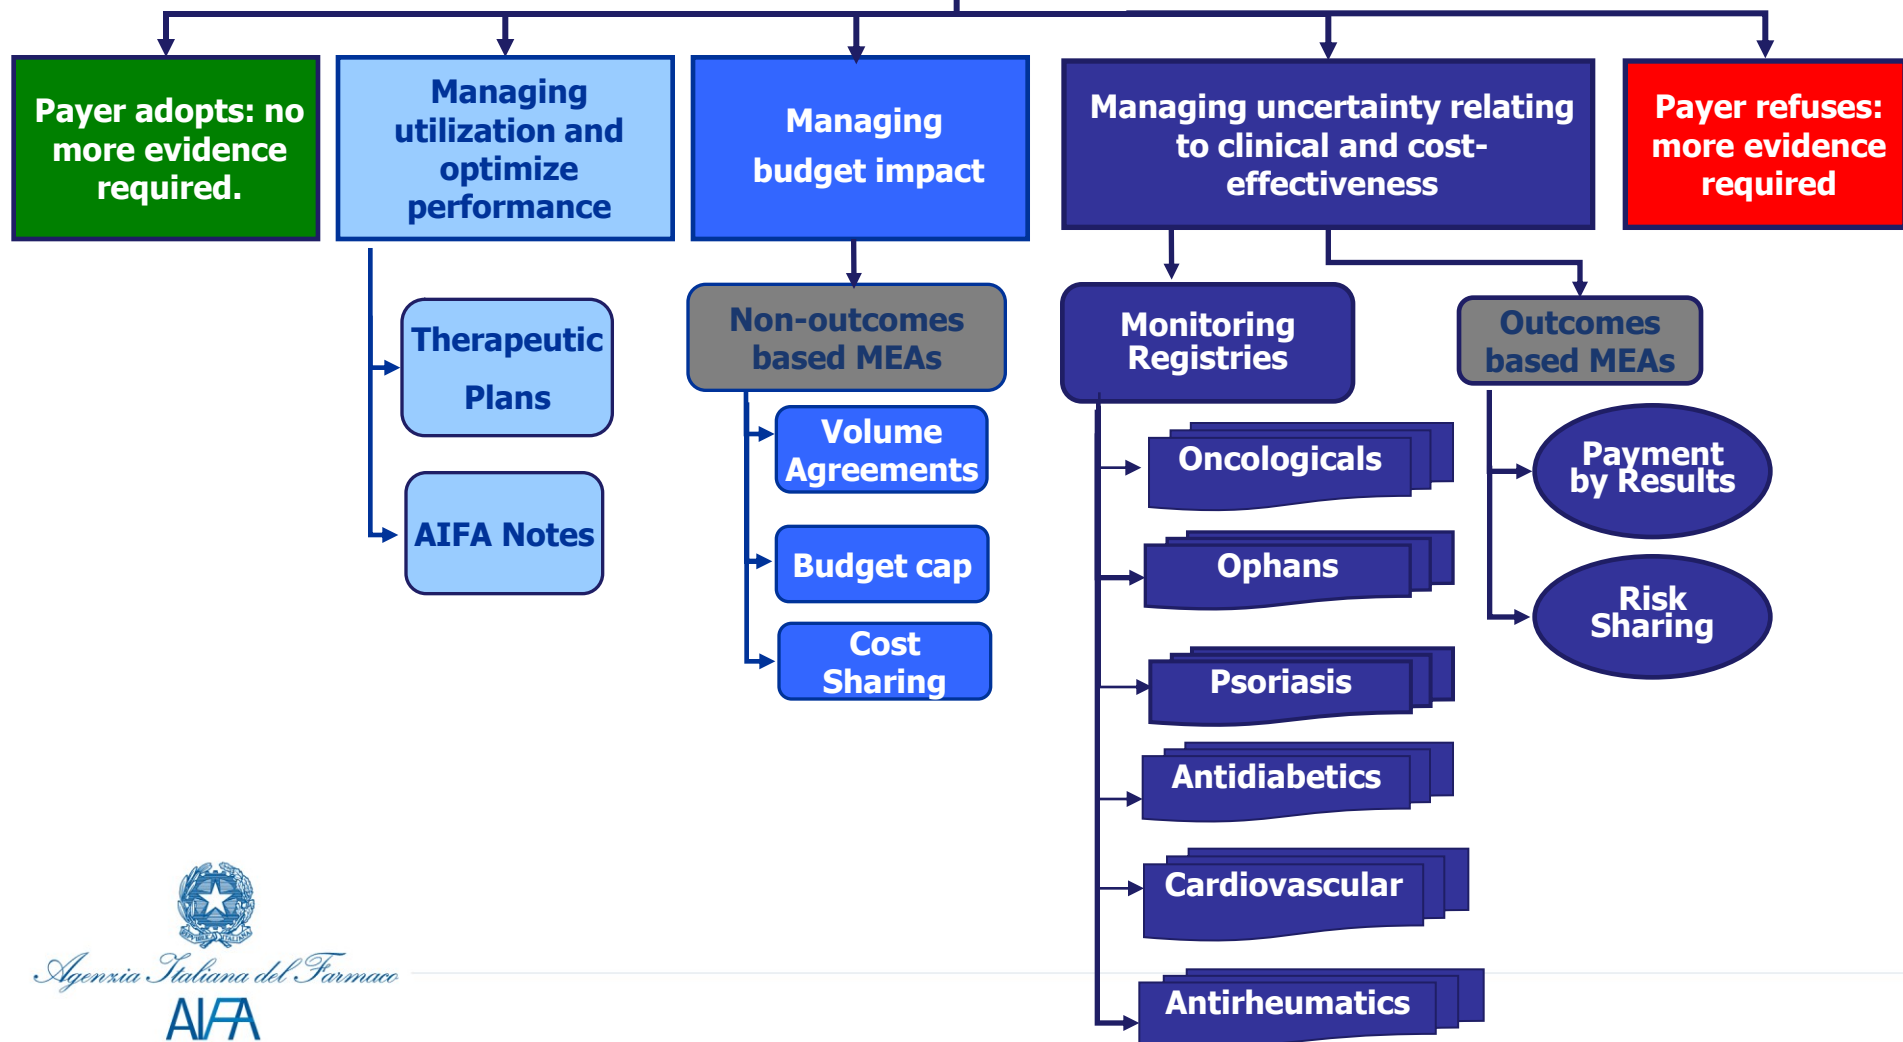 Payer adopts: no
more evidence
required.
Managing
utilization and
optimize
performance
Managing
budget impact
Managing uncertainty relating
to clinical and cost-
effectiveness
Payer refuses:
more evidence
required
Therapeutic
Plans
AIFA Notes
Non-outcomes
based MEAs
Volume
Agreements
Budget cap
Cost
Sharing
Monitoring
Registries
Oncologicals
Ophans
Psoriasis
Antidiabetics
Cardiovascular
Antirheumatics
Outcomes
based MEAs
Payment
by Results
Risk
Sharing
Agenzia Italiana del Farmaco
AIFA